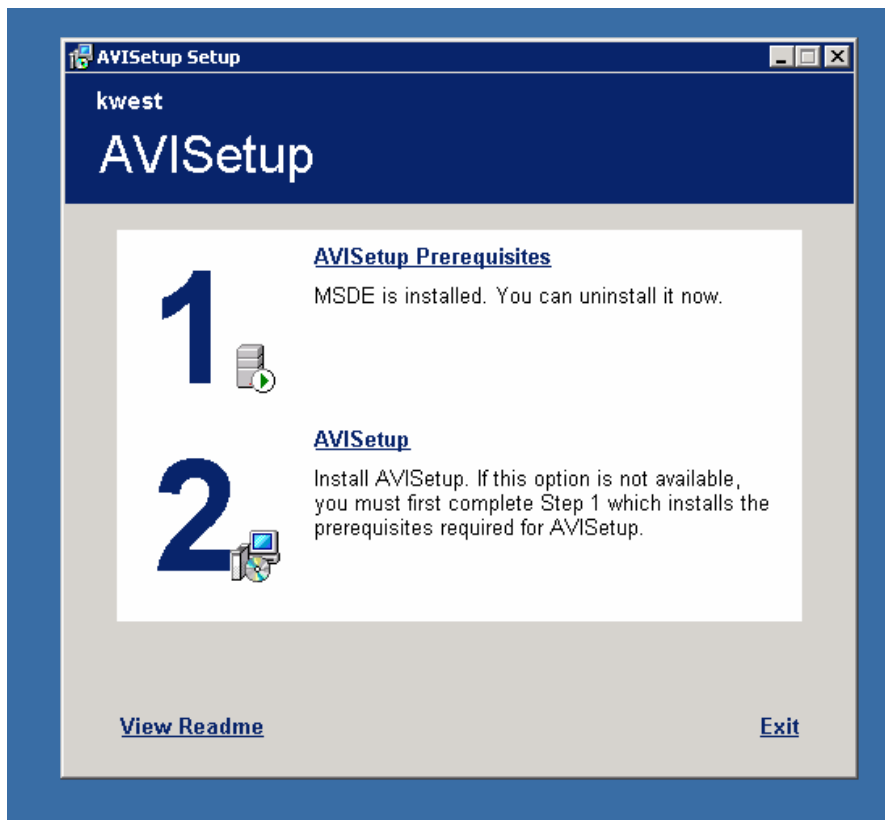 AVISetup Setup
kwest
AVISetup
1
AVISetup Prerequisites
MSDE is installed. You can uninstall it now.
2
AVISetup
Install AVISetup. If this option is not available,
you must first complete Step 1 which installs the
prerequisites required for AVISetup.
View Readme
Exit